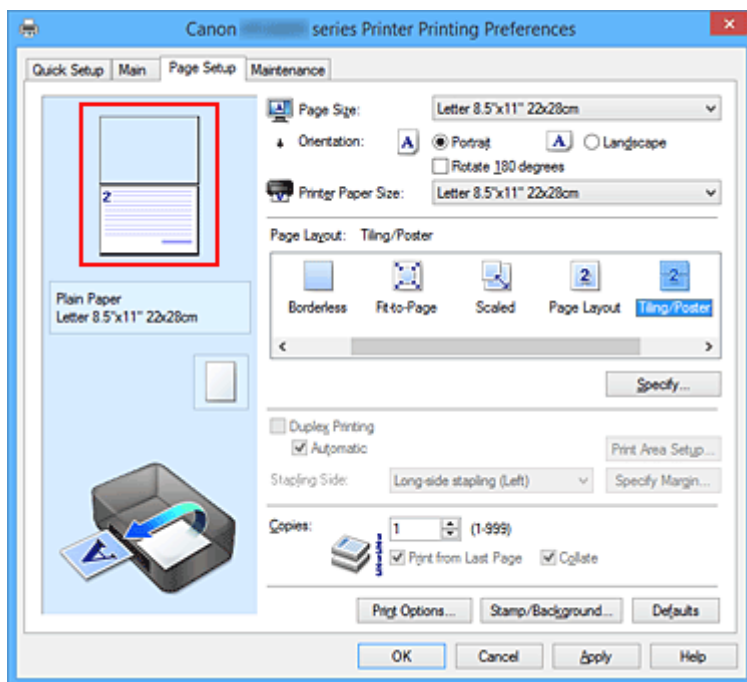 Canon series Printer Printing Preferences
Quick Setup Main Page Setup Maintenance
Page Size: Letter 8.5"x11" 22x28cm
Orientation: A Portrait A Landscape
Rotate 180 degrees
2
Printer Paper Size: Letter 8.5"x11" 22x28cm
Page Layout: Tiling/Poster
2 2
Borderless Fit-to-Page Scaled Page Layout Tiling/Poster
Plain Paper
Letter 8.5"x11" 22x28cm
Specify...
Duplex Printing
Automatic Print Area Setup...
Stapling Side: Long-side stapling (Left) Specify Margin...
Copies: 1 (1-999)
Print from Last Page Collate
A
Print Options... Stamp/Background... Defaults
OK Cancel Apply Help